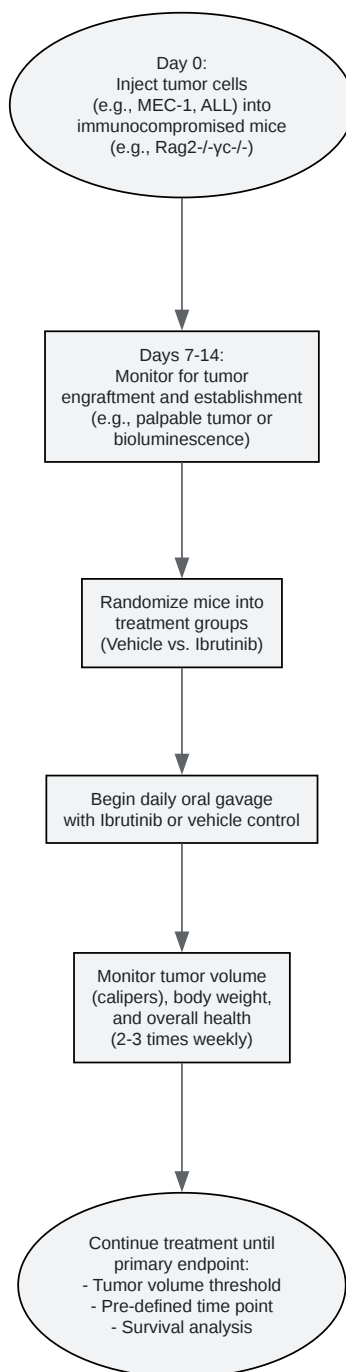 Day 0:
Inject tumor cells
(e.g., MEC-1, ALL) into
immunocompromised mice
(e.g., Rag2-/-γc-/-)
Days 7-14:
Monitor for tumor
engraftment and establishment
(e.g., palpable tumor or
bioluminescence)
Randomize mice into
treatment groups
(Vehicle vs. Ibrutinib)
Begin daily oral gavage
with Ibrutinib or vehicle control
Monitor tumor volume
(calipers), body weight,
and overall health
(2-3 times weekly)
Continue treatment until
primary endpoint:
- Tumor volume threshold
- Pre-defined time point
- Survival analysis